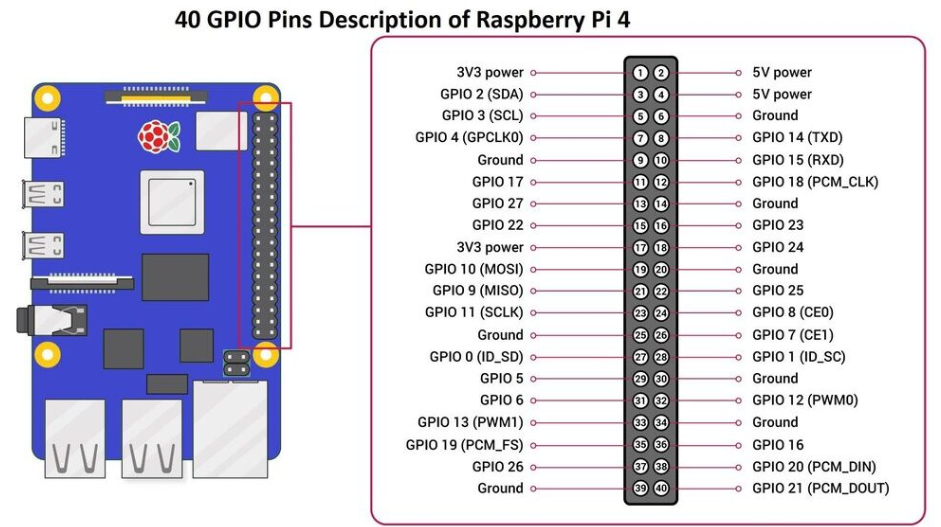 40 GPIO Pins Description of Raspberry Pi 4
3V3 power 1 2 5V power
GPIO 2 (SDA) 3 4 5V power
GPIO 3 (SCL) 5 6 Ground
GPIO 4 (GPCLK0) 7 8 GPIO 14 (TXD)
Ground 9 10 GPIO 15 (RXD)
GPIO 17 11 12 GPIO 18 (PCM_CLK)
GPIO 27 13 14 Ground
GPIO 22 15 16 GPIO 23
3V3 power 17 18 GPIO 24
GPIO 10 (MOSI) 19 20 Ground
GPIO 9 (MISO) 21 22 GPIO 25
GPIO 11 (SCLK) 23 24 GPIO 8 (CE0)
Ground 25 26 GPIO 7 (CE1)
GPIO 0 (ID_SD) 27 28 GPIO 1 (ID_SC)
GPIO 5 29 30 Ground
GPIO 6 31 32 GPIO 12 (PWM0)
GPIO 13 (PWM1) 33 34 Ground
GPIO 19 (PCM_FS) 35 36 GPIO 16
GPIO 26 37 38 GPIO 20 (PCM_DIN)
Ground 39 40 GPIO 21 (PCM_DOUT)